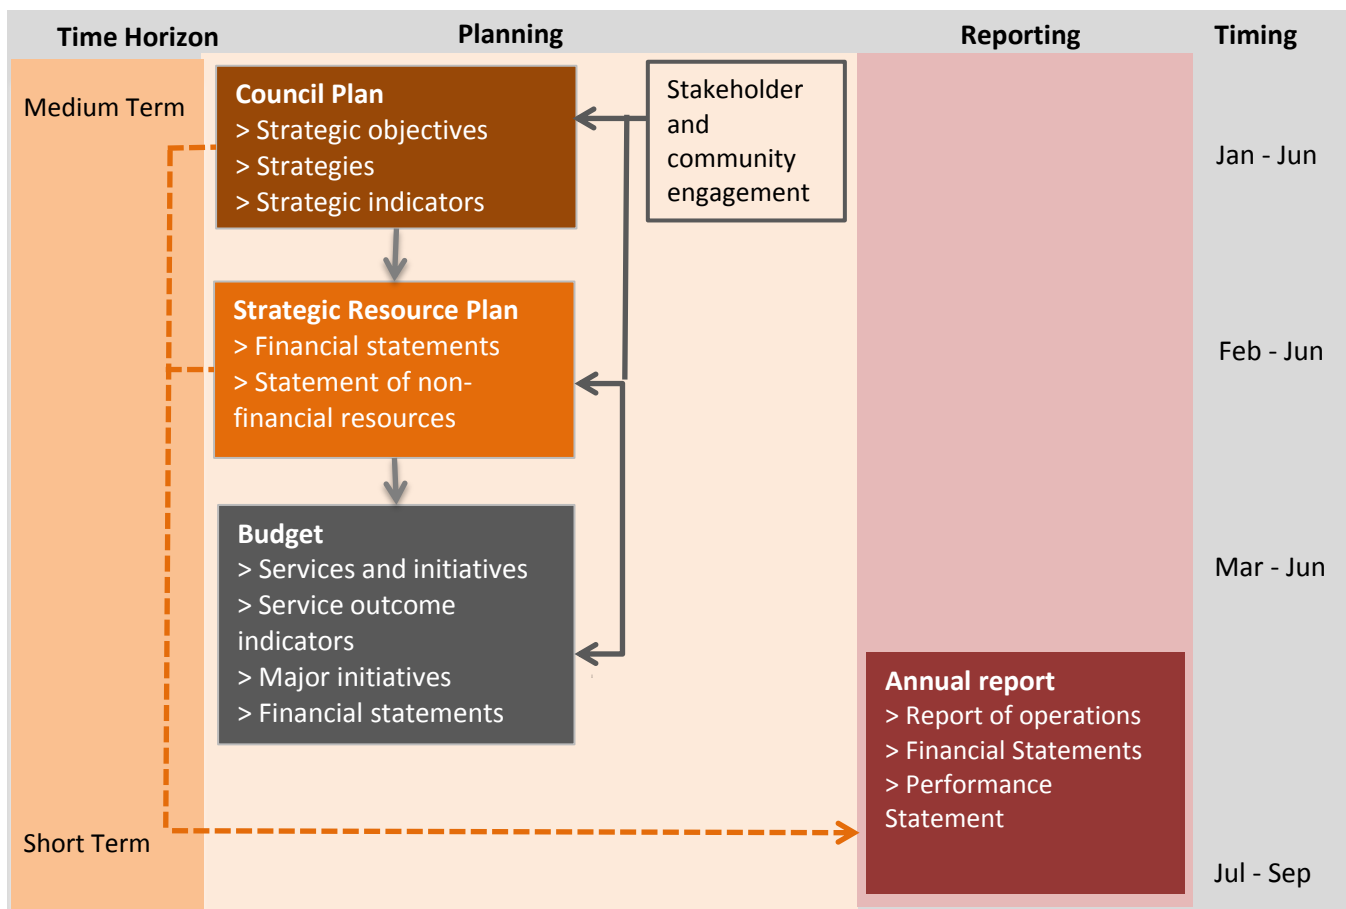 Time Horizon
Planning
Reporting
Timing
Medium Term
Council Plan
> Strategic objectives
> Strategies
> Strategic indicators
Stakeholder
and
community
engagement
Jan - Jun
Strategic Resource Plan
> Financial statements
> Statement of non-
financial resources
Feb - Jun
Budget
> Services and initiatives
> Service outcome
indicators
> Major initiatives
> Financial statements
Mar - Jun
Annual report
> Report of operations
> Financial Statements
> Performance
Statement
Short Term
Jul - Sep